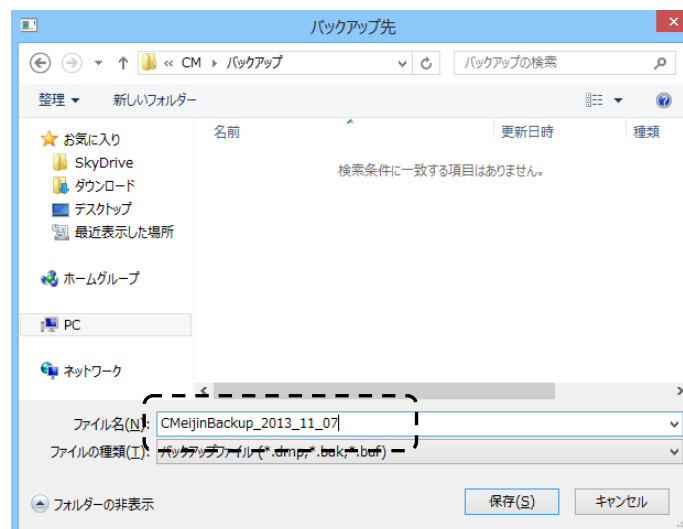 バックアップ先
« CM ▸ バックアップ
バックアップの検索
整理 ▼ 新しいフォルダー
名前 更新日時 種類
検索条件に一致する項目はありません。
お気に入り
SkyDrive
ダウンロード
デスクトップ
最近表示した場所
ホームグループ
PC
ネットワーク
ファイル名(N): CMeijinBackup_2013_11_07
ファイルの種類(T): バックアップファイル (*.dmp,*.bak,*.buf)
フォルダーの非表示
保存(S) キャンセル